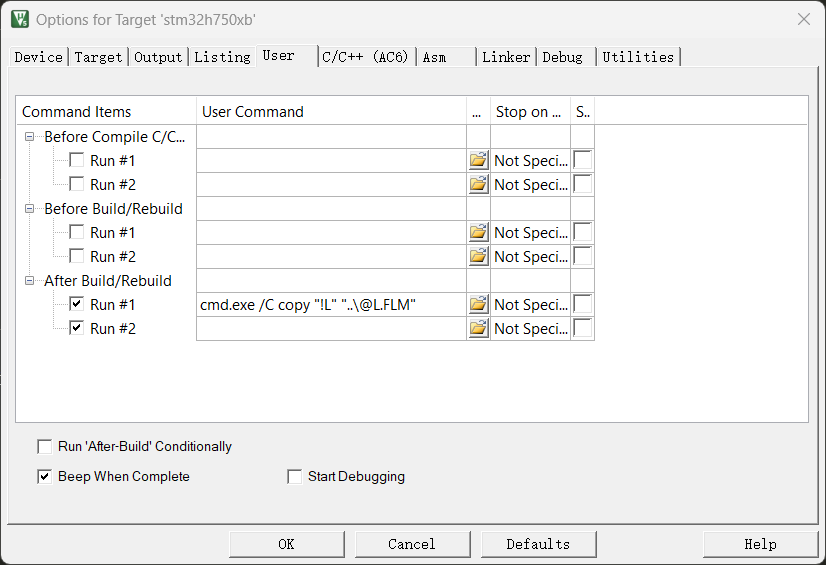 Options for Target 'stm32h750xb'
Device Target Output Listing User C/C++ (AC6) Asm Linker Debug Utilities
Command Items User Command ... Stop on ... S..
Before Compile C/C...
Run #1 Not Speci...
Run #2 Not Speci...
Before Build/Rebuild
Run #1 Not Speci...
Run #2 Not Speci...
After Build/Rebuild
Run #1 cmd.exe /C copy "!L" "..\@L.FLM" Not Speci...
Run #2 Not Speci...
Run 'After-Build' Conditionally
Beep When Complete Start Debugging
OK Cancel Defaults Help